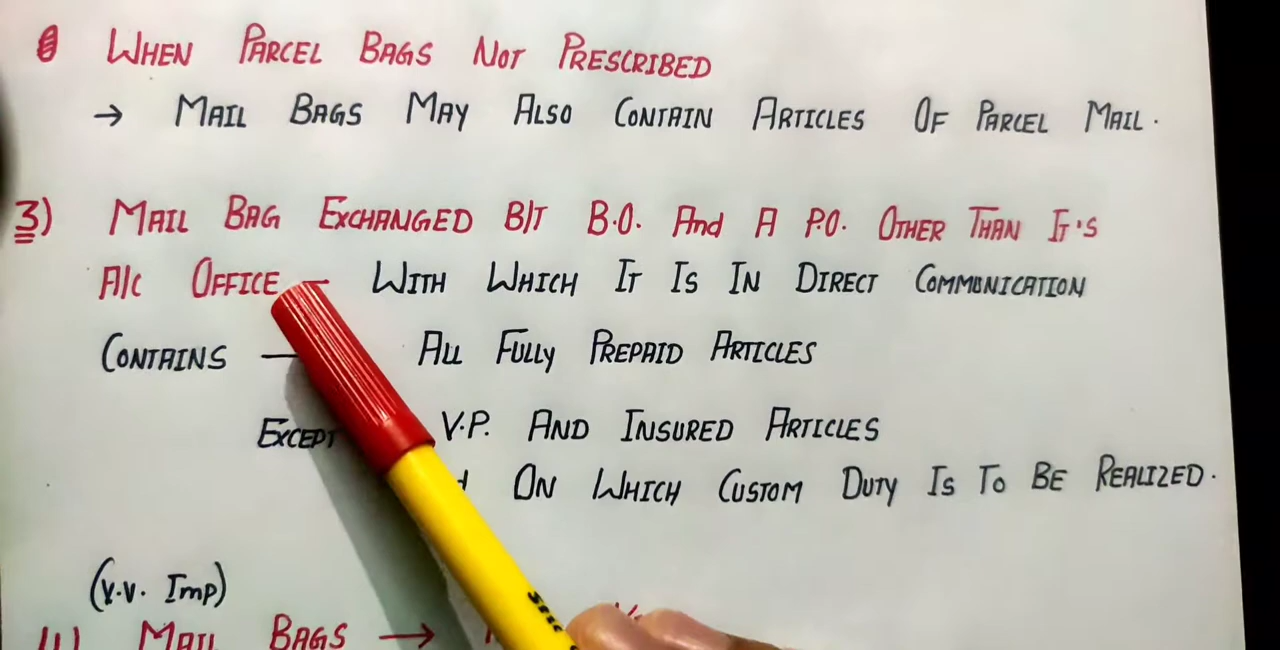 WHEN PARCEL BAGS NOT PRESCRIBED
→ MAIL BAGS MAY ALSO CONTAIN ARTICLES OF PARCEL MAIL.
3) MAIL BAG EXCHANGED B/T B.O. And A P.O. OTHER THAN IT'S
A/C OFFICE — WITH WHICH IT IS IN DIRECT COMMUNICATION
CONTAINS — ALL FULLY PREPAID ARTICLES
EXCEPT V.P. AND INSURED ARTICLES
ON WHICH CUSTOM DUTY IS TO BE REALIZED.
(V.V. Imp)
MAIL BAGS →